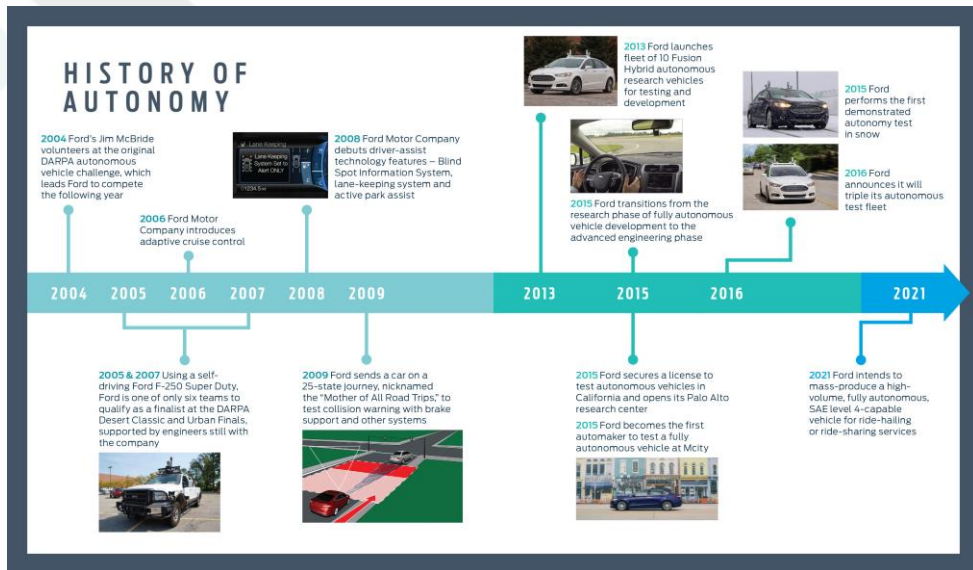 HISTORY OF
AUTONOMY
2004 Ford's Jim McBride
volunteers at the original
DARPA autonomous
vehicle challenge, which
leads Ford to compete
the following year
2006 Ford Motor
Company introduces
adaptive cruise control
Lane Keeping
Lane Keeping
System Set to
Alert ONLY
01234.5
2008 Ford Motor Company
debuts driver-assist
technology features – Blind
Spot Information System,
lane-keeping system and
active park assist
2013 Ford launches
fleet of 10 Fusion
Hybrid autonomous
research vehicles
for testing and
development
2015 Ford transitions from the
research phase of fully autonomous
vehicle development to the
advanced engineering phase
2015 Ford
performs the first
demonstrated
autonomy test
in snow
2016 Ford
announces it will
triple its autonomous
test fleet
2004 2005 2006 2007 2008 2009 2013 2015 2016 2021
2005 & 2007 Using a self-
driving Ford F-250 Super Duty,
Ford is one of only six teams to
qualify as a finalist at the DARPA
Desert Classic and Urban Finals,
supported by engineers still with
the company
2009 Ford sends a car on a
25-state journey, nicknamed
the "Mother of All Road Trips," to
test collision warning with brake
support and other systems
2015 Ford secures a license to
test autonomous vehicles in
California and opens its Palo Alto
research center
2015 Ford becomes the first
automaker to test a fully
autonomous vehicle at Mcity
2021 Ford intends to
mass-produce a high-
volume, fully autonomous,
SAE level 4-capable
vehicle for ride-hailing
or ride-sharing services